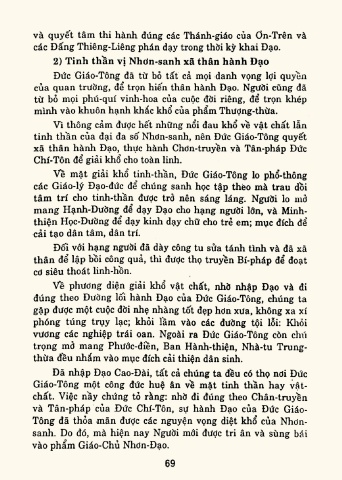 và quyết tâm thi hành đúng các Thánh-giáo của Ơn-Trên và
các Đấng Thiêng-Liêng phán dạy trong thời kỳ khai Đạo.
2) Tinh thần vị Nhơn-sanh xã thân hành Đạo
Đức Giáo-Tông đã từ bỏ tất cả mọi danh vọng lợi quyền
của quan trường, để trọn hiến thân hành Đạo. Người cũng đã
từ bỏ mọi phú-quí vinh-hoa của cuộc đời riêng, để trọn khép
mình vào khuôn hạnh khắc khổ của phẩm Thượng-thừa.
Vì thông cảm được hết những nổi đau khổ về vật chất lẫn
tinh thần của đại đa số Nhơn-sanh, nên Đức Giáo-Tông quyết
xã thân hành Đạo, thực hành Chơn-truyền và Tân-pháp Đức
Chí-Tôn để giải khổ cho toàn linh.
Về mặt giải khổ tinh-thần, Đức Giáo-Tông lo phổ-thông
các Giáo-lý Đạo-đức để chúng sanh học tập theo mà trau dồi
tâm trí cho tinh-thần được trở nên sáng láng. Người lo mở
mang Hạnh-Đường để dạy Đạo cho hạng người lớn, và Minh-
thiện Học-Đường để dạy kinh dạy chữ cho trẻ em; mục đích để
cải tạo dân tâm, dân trí.
Đối với hạng người đã dày công tu sửa tánh tình và đã xã
thân để lập bồi công quả, thì được thọ truyền Bí-pháp để đoạt
cơ siêu thoát linh-hồn.
Về phương diện giải khổ vật chất, nhờ nhập Đạo và đi
đúng theo Đường lối hành Đạo của Đức Giáo-Tông, chúng ta
gặp được một cuộc đời nhẹ nhàng tốt đẹp hơn xưa, không xa xí
phóng túng trụy lạc; khỏi lầm vào các đường tội lỗi: Khỏi
vương các nghiệp trái oan. Ngoài ra Đức Giáo-Tông còn chú
trọng mở mang Phước-điền, Ban Hành-thiện, Nhà-tu Trung-
thừa đều nhắm vào mục đích cải thiện dân sinh.
Đã nhập Đạo Cao-Đài, tất cả chúng ta đều có thọ nơi Đức
Giáo-Tông một công đức huệ ân về mặt tinh thần hay vật-
chất. Việc nầy chứng tỏ rằng: nhờ đi đúng theo Chân-truyền
và Tân-pháp của Đức Chí-Tôn, sự hành Đạo của Đức Giáo-
Tông đã thỏa mãn được các nguyện vọng diệt khổ của Nhơn-
sanh. Do đó, mà hiện nay Người mới được tri ân và sùng bái
vào phẩm Giáo-Chủ Nhơn-Đạo.
69